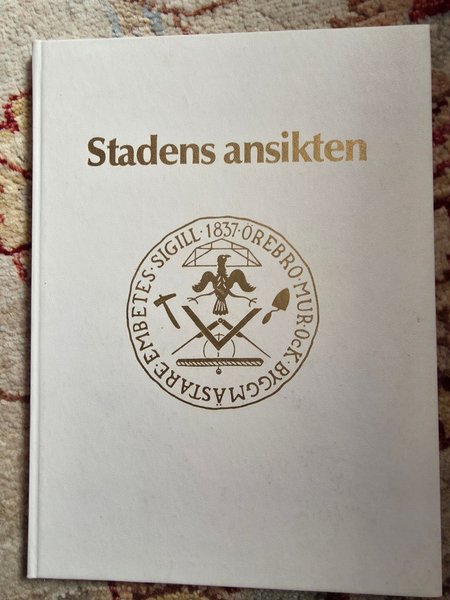 Stadens ansikten
SIGILL·1837·ÖREBRO·MUR·OCK·BYGGMÄSTARE·EMBETES·